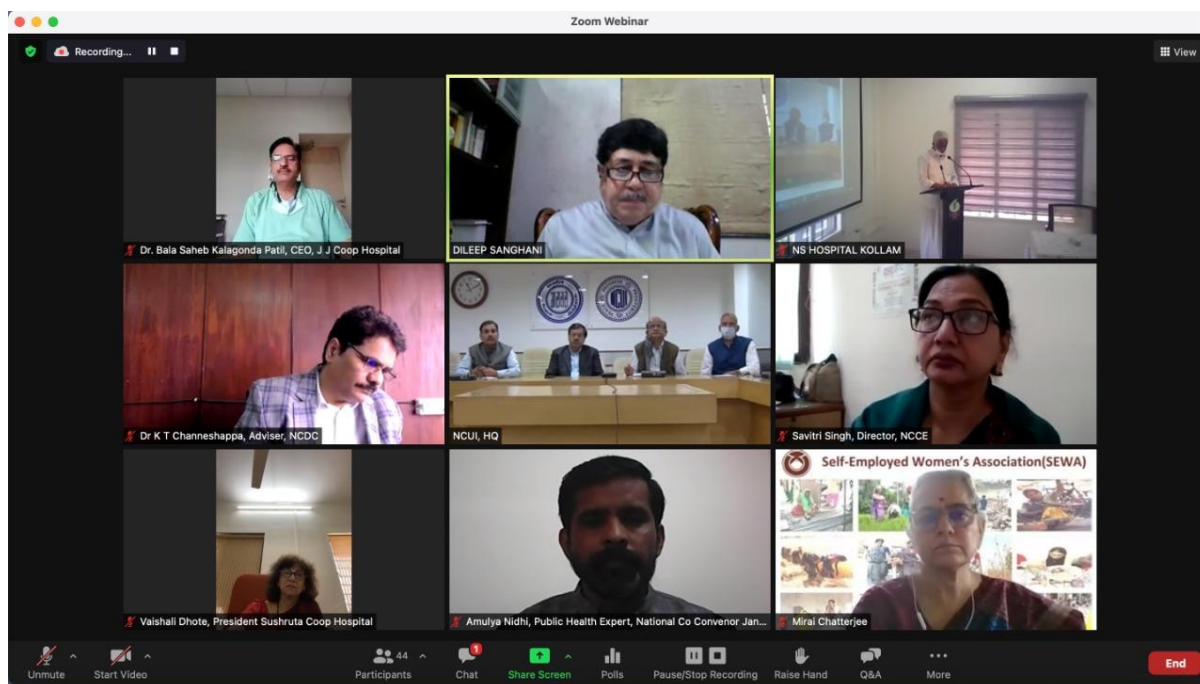 Zoom Webinar
Recording...
View
Dr. Bala Saheb Kalagonda Patil, CEO, J J Coop Hospital
DILEEP SANGHANI
NS HOSPITAL KOLLAM
Dr K T Channeshappa, Adviser, NCDC
NCUI, HQ
Savitri Singh, Director, NCCE
Self-Employed Women's Association(SEWA)
Vaishali Dhote, President Sushruta Coop Hospital
Amulya Nidhi, Public Health Expert, National Co Convenor Jan...
Mirai Chatterjee
44
1
Unmute
Start Video
Participants
Chat
Share Screen
Polls
Pause/Stop Recording
Raise Hand
Q&A
More
End